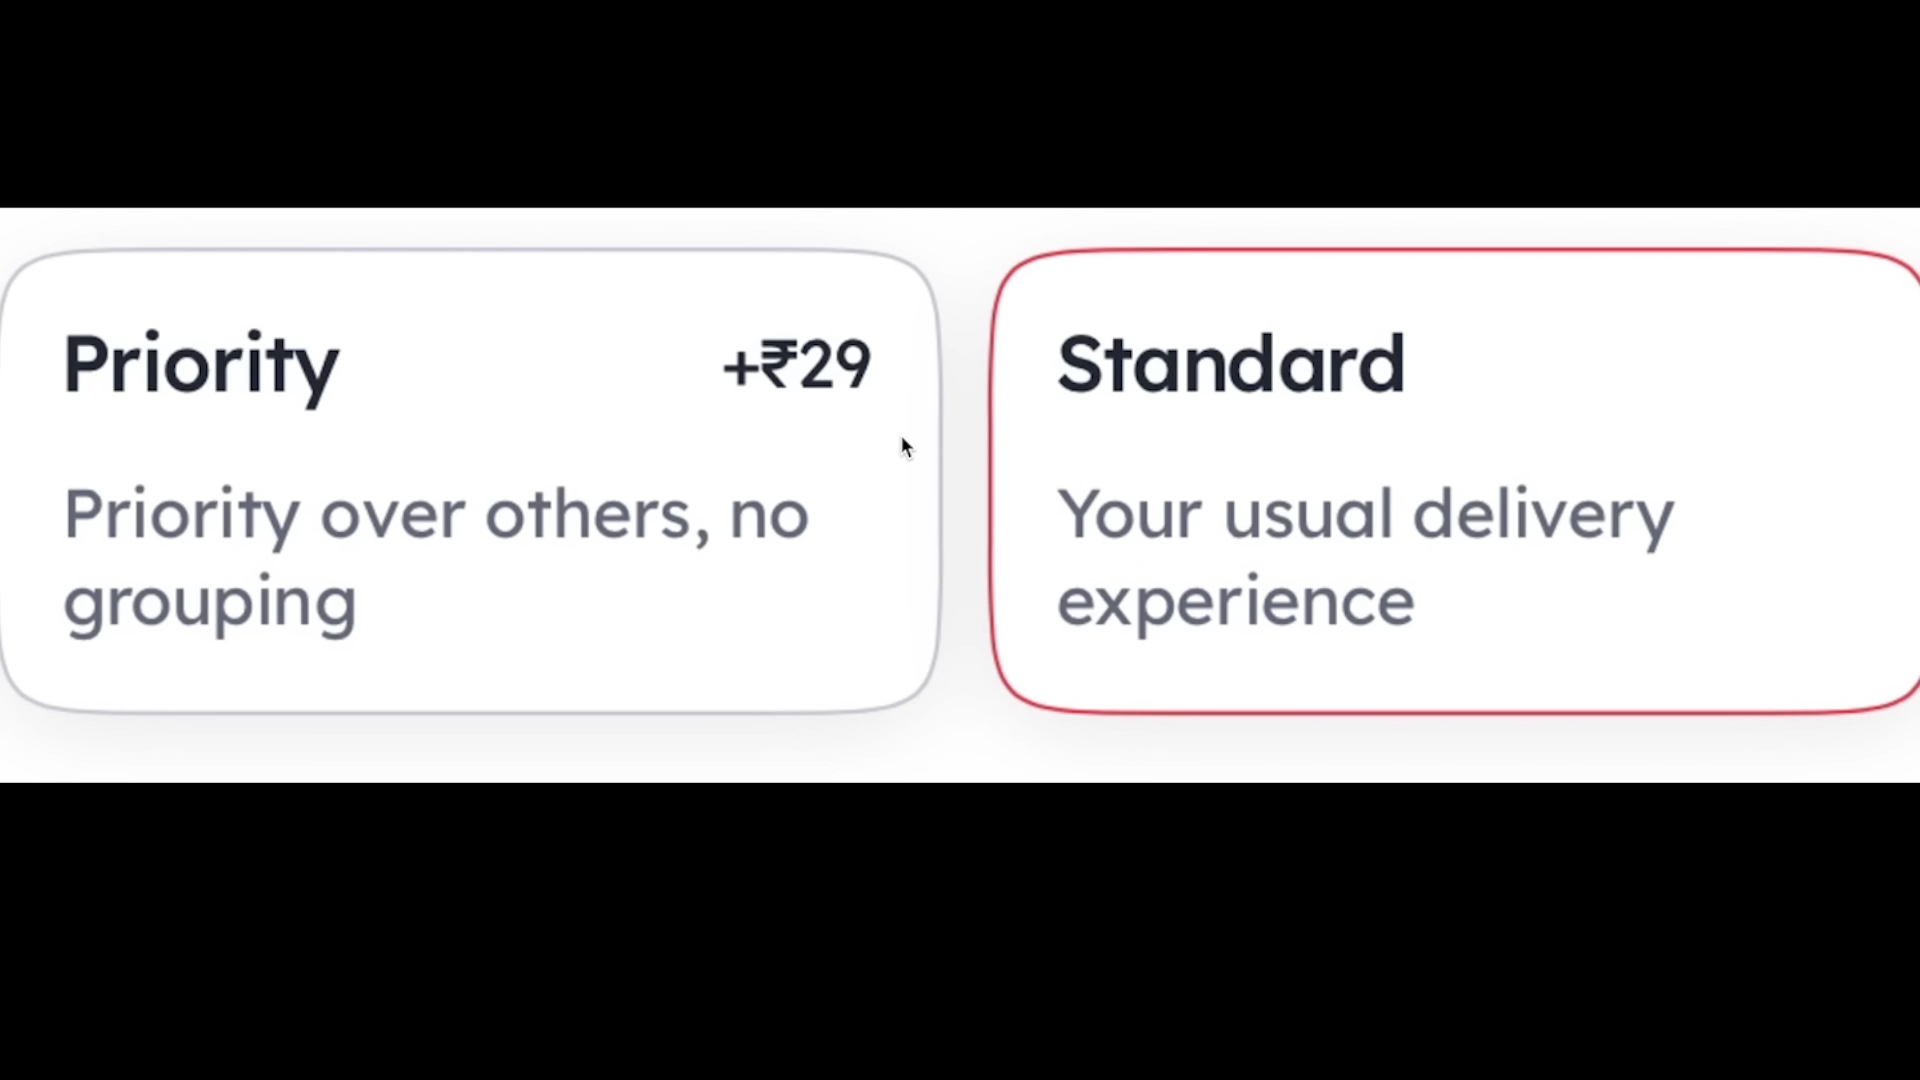 Priority +₹29
Priority over others, no
grouping
Standard
Your usual delivery
experience